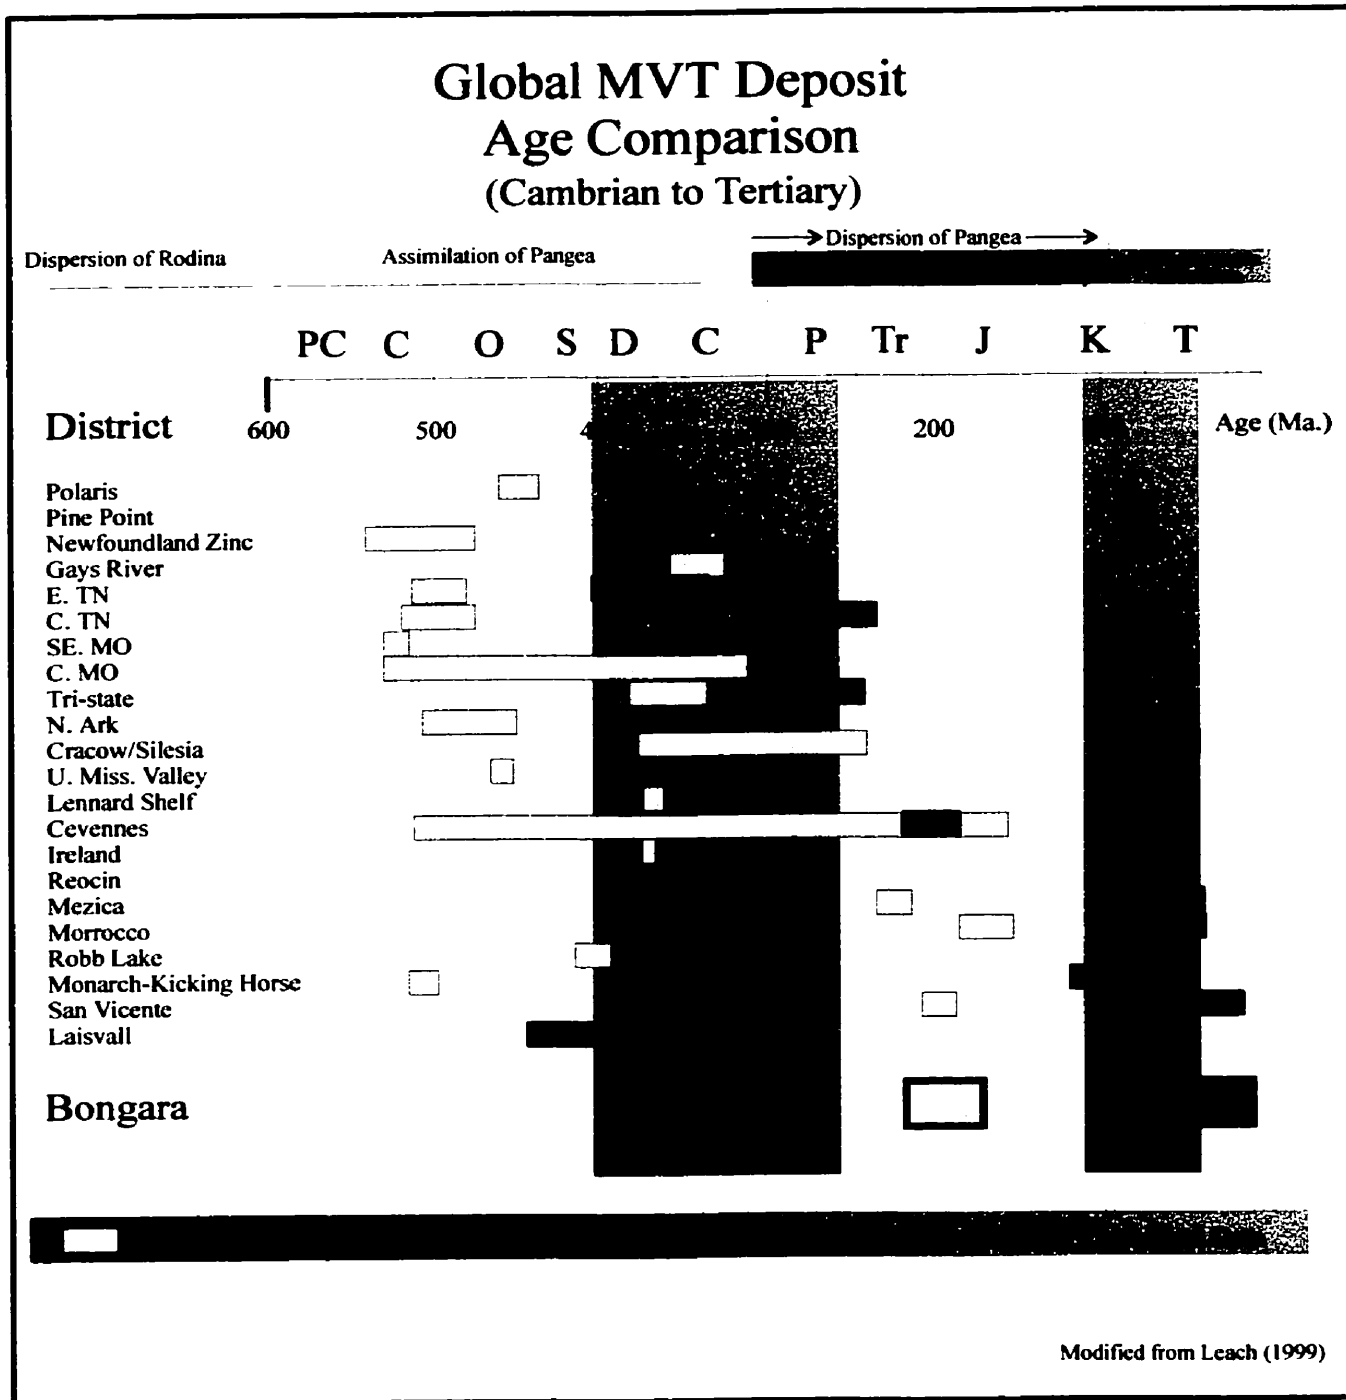 Global MVT Deposit
Age Comparison
(Cambrian to Tertiary)
Dispersion of Rodina
Assimilation of Pangea
Dispersion of Pangea
PC C O S D C P Tr J K T
District 600 500 4 200 Age (Ma.)
Polaris
Pine Point
Newfoundland Zinc
Gays River
E. TN
C. TN
SE. MO
C. MO
Tri-state
N. Ark
Cracow/Silesia
U. Miss. Valley
Lennard Shelf
Cevennes
Ireland
Reocin
Mezica
Morrocco
Robb Lake
Monarch-Kicking Horse
San Vicente
Laisvall
Bongara
Modified from Leach (1999)